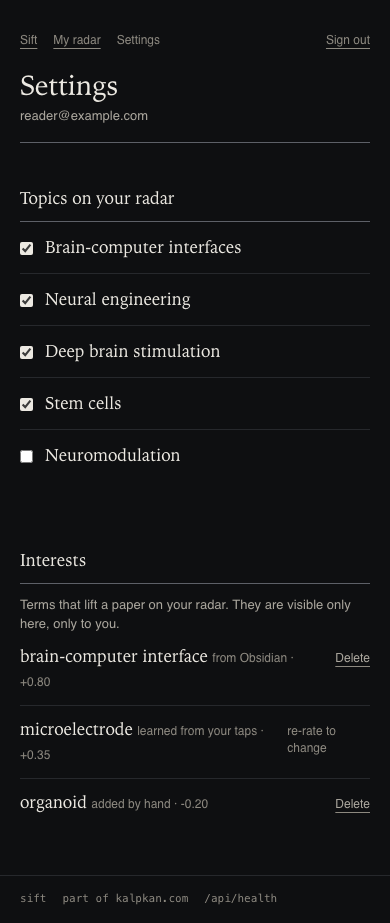 Sift My radar Settings Sign out
Settings
reader@example.com
Topics on your radar
Brain-computer interfaces
Neural engineering
Deep brain stimulation
Stem cells
Neuromodulation
Interests
Terms that lift a paper on your radar. They are visible only
here, only to you.
brain-computer interface from Obsidian · Delete
+0.80
microelectrode learned from your taps · re-rate to
+0.35 change
organoid added by hand · -0.20 Delete
sift part of kalpkan.com /api/health